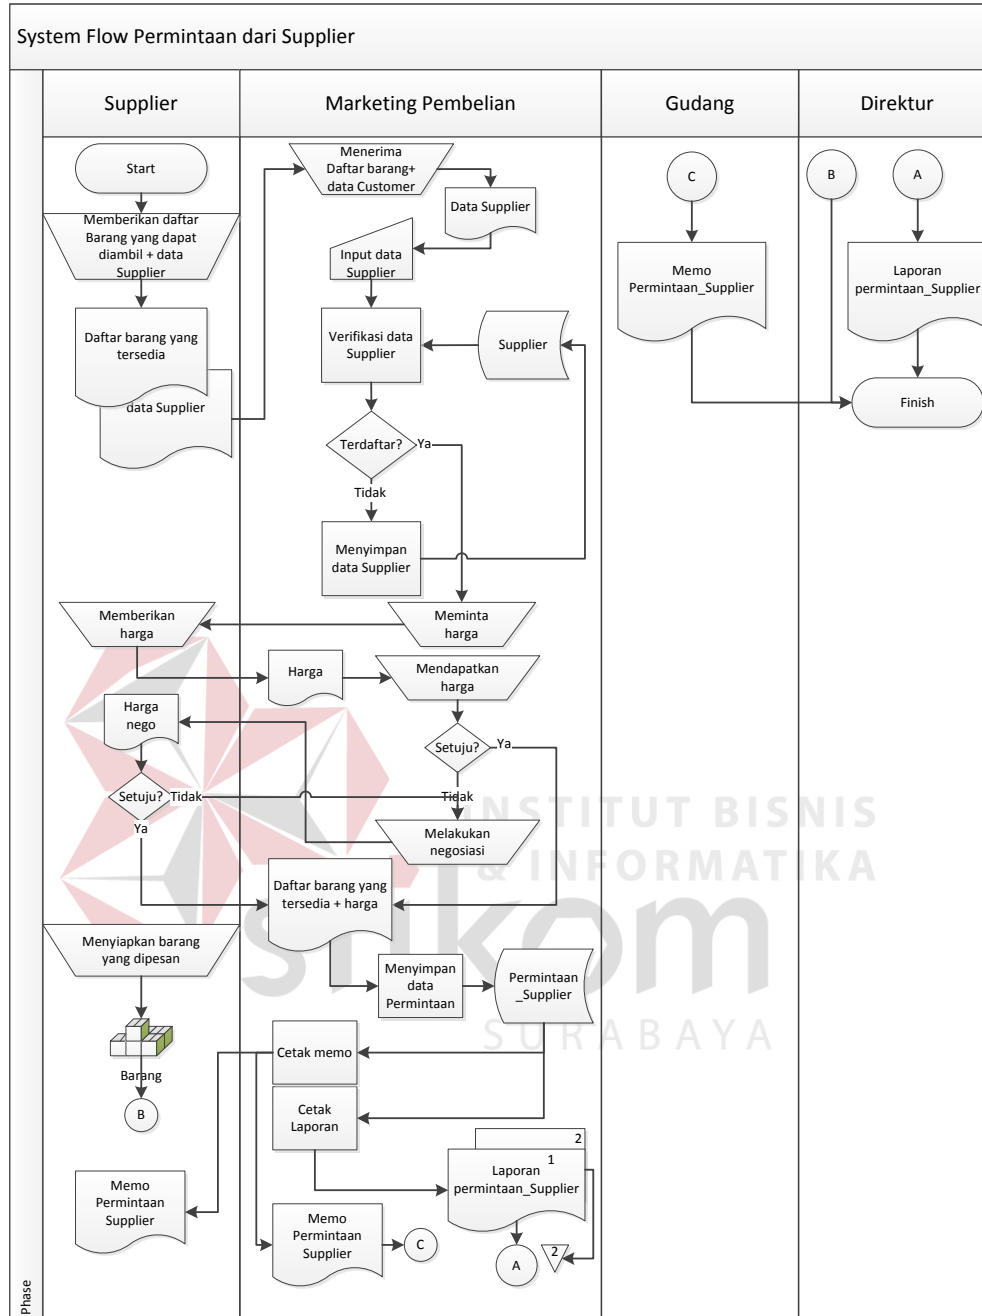 System Flow Permintaan dari Supplier
Supplier
Marketing Pembelian
Gudang
Direktur
Start
Memberikan daftar
Barang yang dapat
diambil + data
Supplier
Daftar barang yang
tersedia
data Supplier
Menerima
Daftar barang+
data Customer
Data Supplier
Input data
Supplier
Verifikasi data
Supplier
Supplier
Terdaftar?
Ya
Tidak
Menyimpan
data Supplier
C
Memo
Permintaan_Supplier
B
A
Laporan
permintaan_Supplier
Finish
Memberikan
harga
Meminta
harga
Harga
Mendapatkan
harga
Harga
nego
Setuju?
Ya
Setuju?
Tidak
Tidak
Ya
Melakukan
negosiasi
Daftar barang yang
tersedia + harga
Menyiapkan barang
yang dipesan
Menyimpan
data
Permintaan
Permintaan
_Supplier
Barang
B
Cetak memo
Cetak
Laporan
2
1
Laporan
permintaan_Supplier
Memo
Permintaan
Supplier
Memo
Permintaan
Supplier
C
A
2
Phase
INSTITUT BISNIS
& INFORMATIKA
stikom
SURABAYA